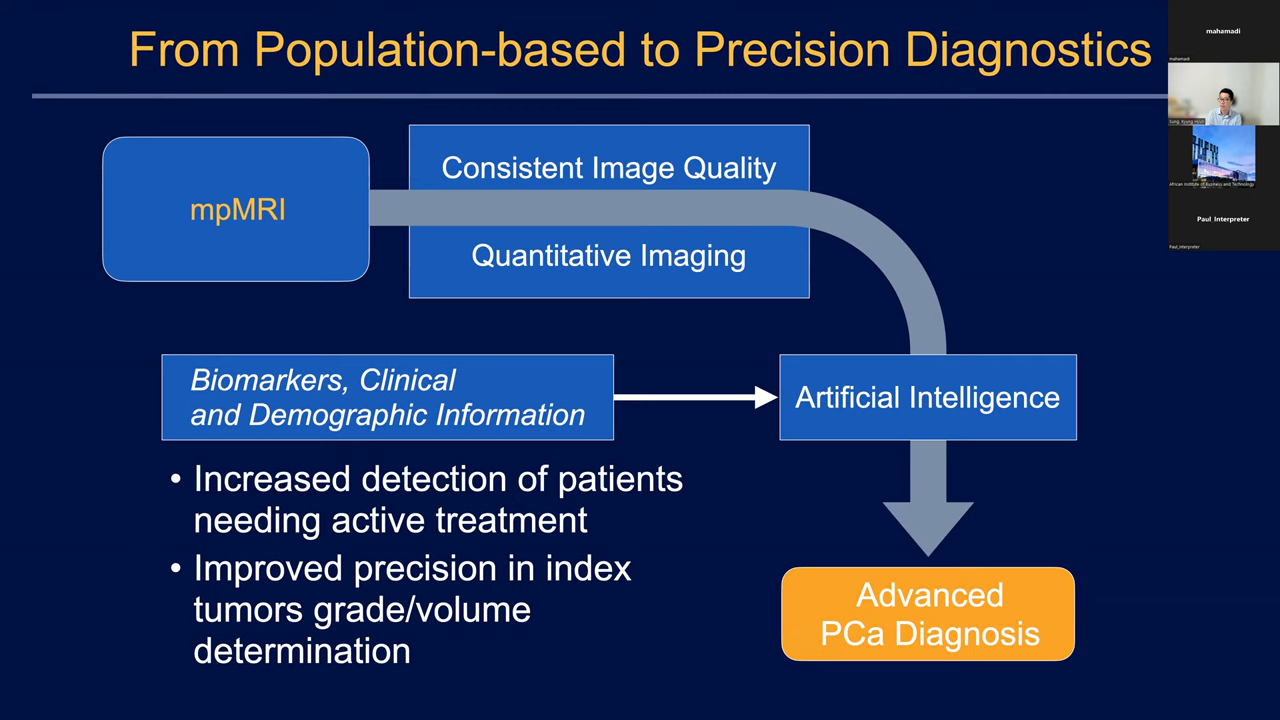 From Population-based to Precision Diagnostics
mpMRI
Consistent Image Quality
Quantitative Imaging
Biomarkers, Clinical
and Demographic Information
Artificial Intelligence
• Increased detection of patients
needing active treatment
• Improved precision in index
tumors grade/volume
determination
Advanced
PCa Diagnosis
mahamadi
mahamadi
African Institute of Business and Technology
Paul Interpreter
Paul_Interpreter